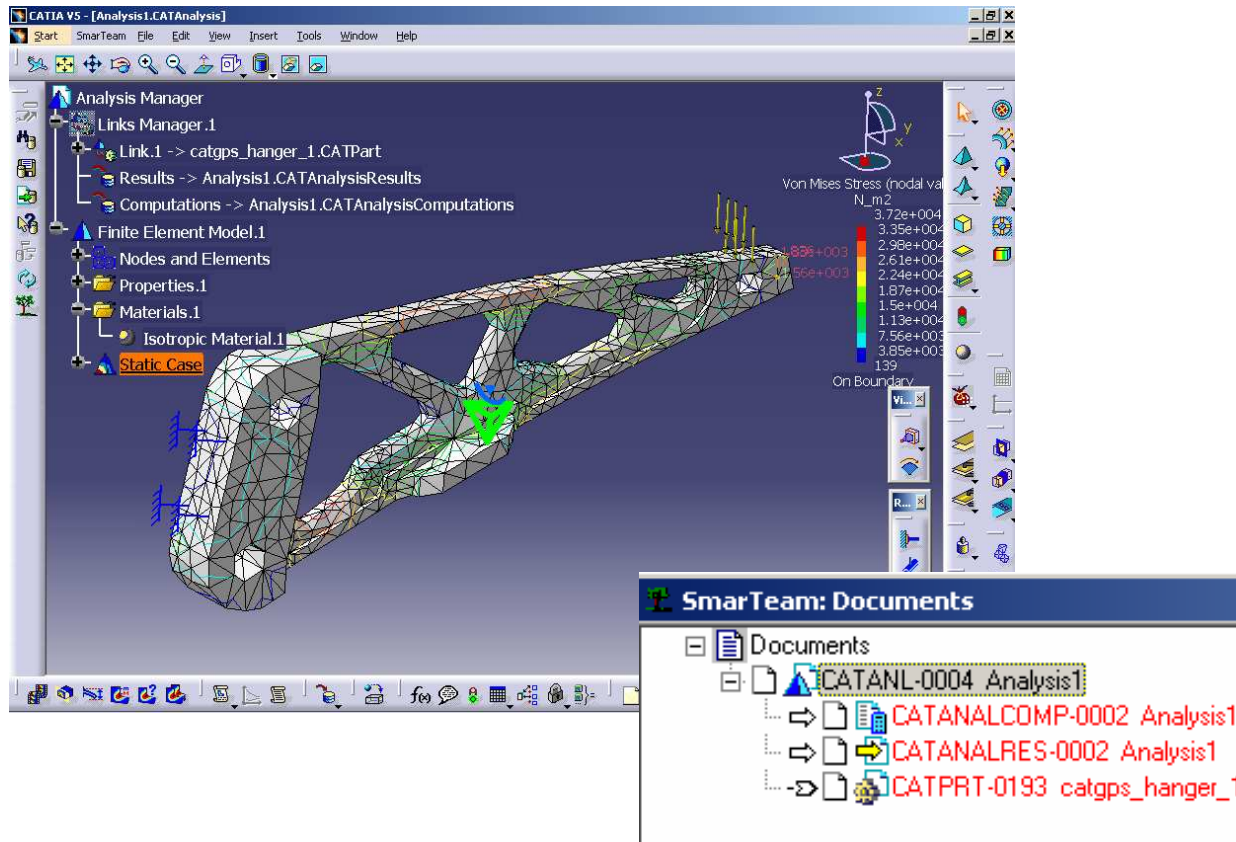 CATIA V5 - [Analysis1.CATAnalysis]
Start SmarTeam File Edit View Insert Tools Window Help
Analysis Manager
Links Manager.1
Link.1 -> catgps_hanger_1.CATPart
Results -> Analysis1.CATAnalysisResults
Computations -> Analysis1.CATAnalysisComputations
Finite Element Model.1
Nodes and Elements
Properties.1
Materials.1
Isotropic Material.1
Static Case
z
y
x
Von Mises Stress (nodal val
N_m2
3.72e+004
3.35e+004
2.98e+004
2.61e+004
2.24e+004
1.87e+004
1.5e+004
1.13e+004
7.56e+003
3.85e+003
139
On Boundary
Vi...
R...
f(x)
SmarTeam: Documents
Documents
CATANL-0004 Analysis1
CATANALCOMP-0002 Analysis1
CATANALRES-0002 Analysis1
CATPRT-0193 catgps_hanger_1